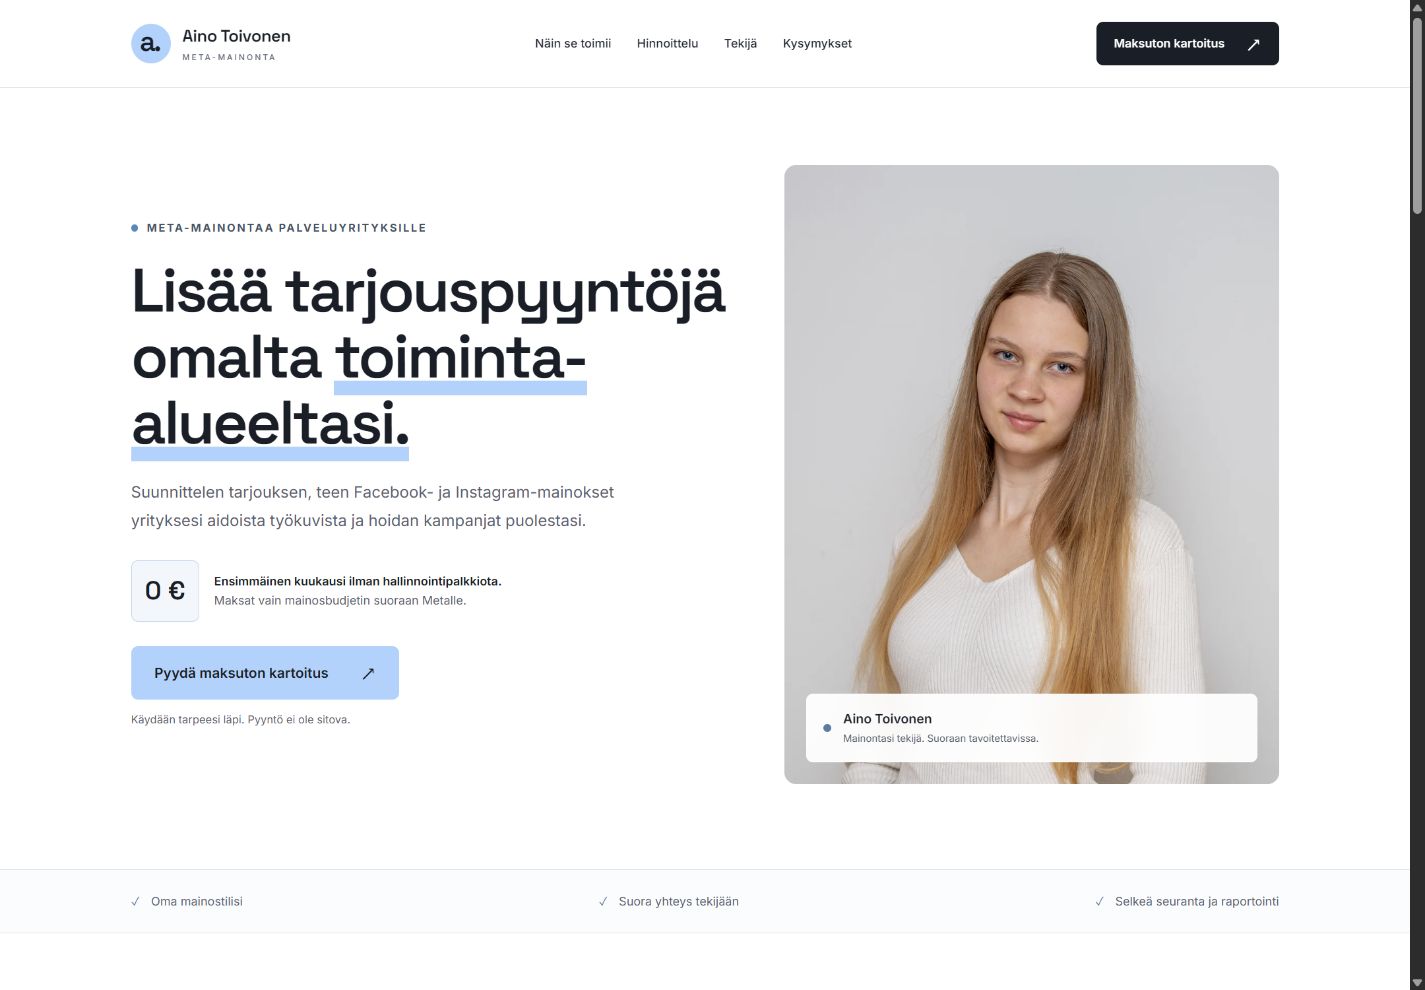 a.
Aino Toivonen
META-MAINONTA
Näin se toimii
Hinnoittelu
Tekijä
Kysymykset
Maksuton kartoitus ↗
META-MAINONTAA PALVELUYRITYKSILLE
Lisää tarjouspyyntöjä
omalta toiminta-
alueeltasi.
Suunnittelen tarjouksen, teen Facebook- ja Instagram-mainokset
yrityksesi aidoista työkuvista ja hoidan kampanjat puolestasi.
0 €
Ensimmäinen kuukausi ilman hallinnointipalkkiota.
Maksat vain mainosbudjetin suoraan Metalle.
Pyydä maksuton kartoitus ↗
Käydään tarpeesi läpi. Pyyntö ei ole sitova.
Aino Toivonen
Mainontasi tekijä. Suoraan tavoitettavissa.
✓ Oma mainostilisi
✓ Suora yhteys tekijään
✓ Selkeä seuranta ja raportointi